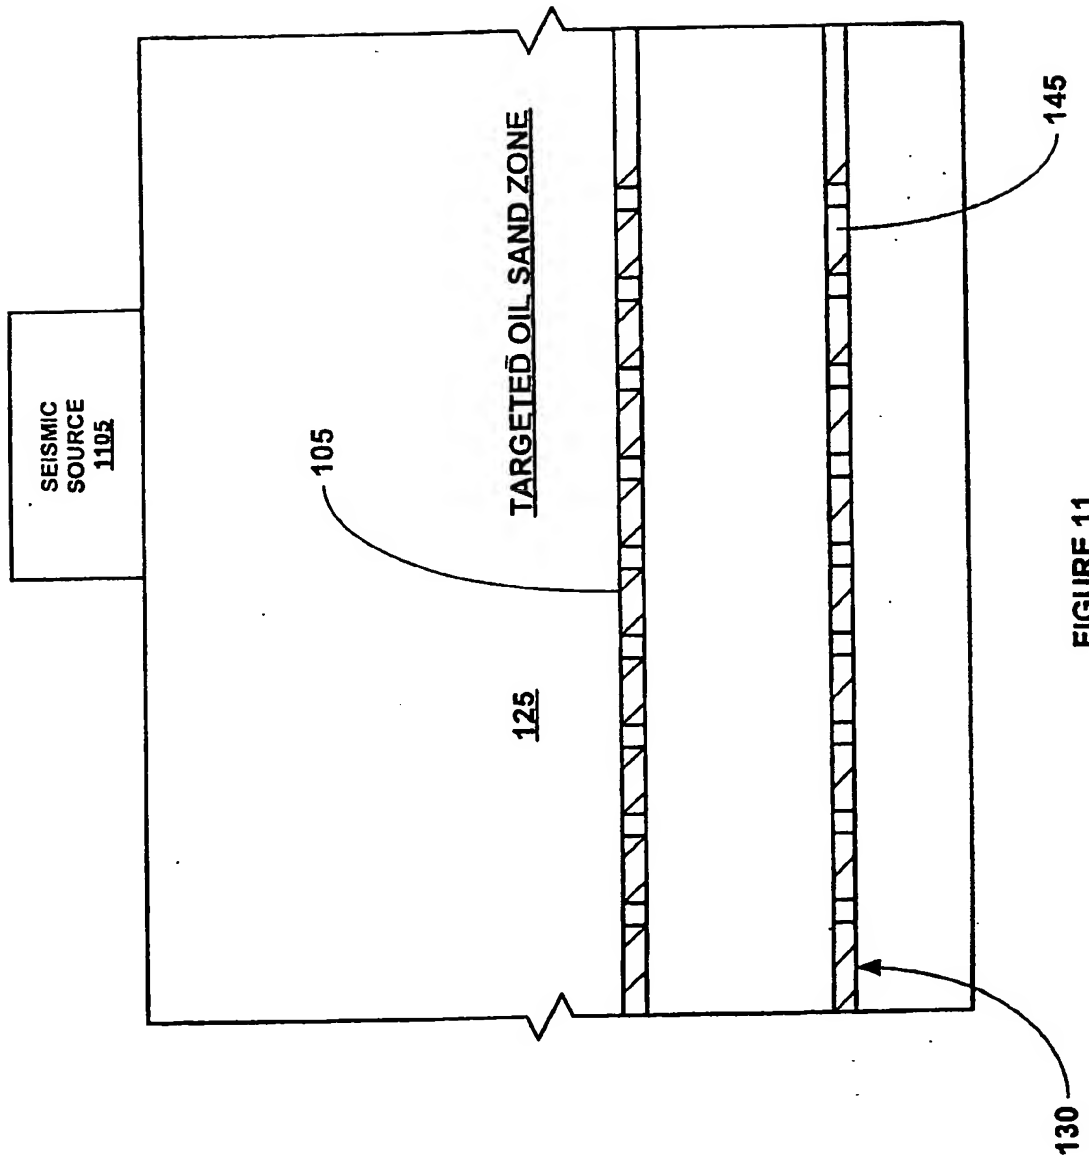 SEISMIC
SOURCE
1105
105
TARGETED OIL SAND ZONE
125
145
130
FIGURE 11